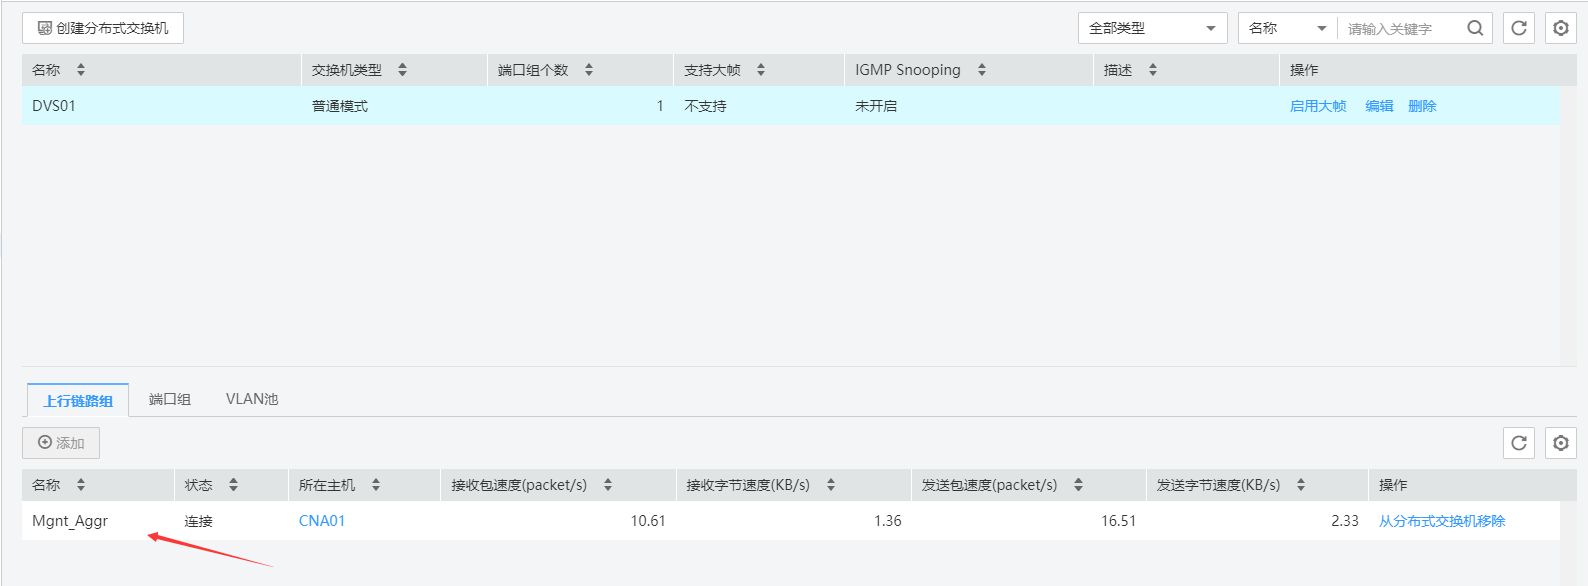 创建分布式交换机 全部类型 名称 请输入关键字
名称 交换机类型 端口组个数 支持大帧 IGMP Snooping 描述 操作
DVS01 普通模式 1 不支持 未开启 启用大帧 编辑 删除
上行链路组 端口组 VLAN池
添加
名称 状态 所在主机 接收包速度(packet/s) 接收字节速度(KB/s) 发送包速度(packet/s) 发送字节速度(KB/s) 操作
Mgnt_Aggr 连接 CNA01 10.61 1.36 16.51 2.33 从分布式交换机移除